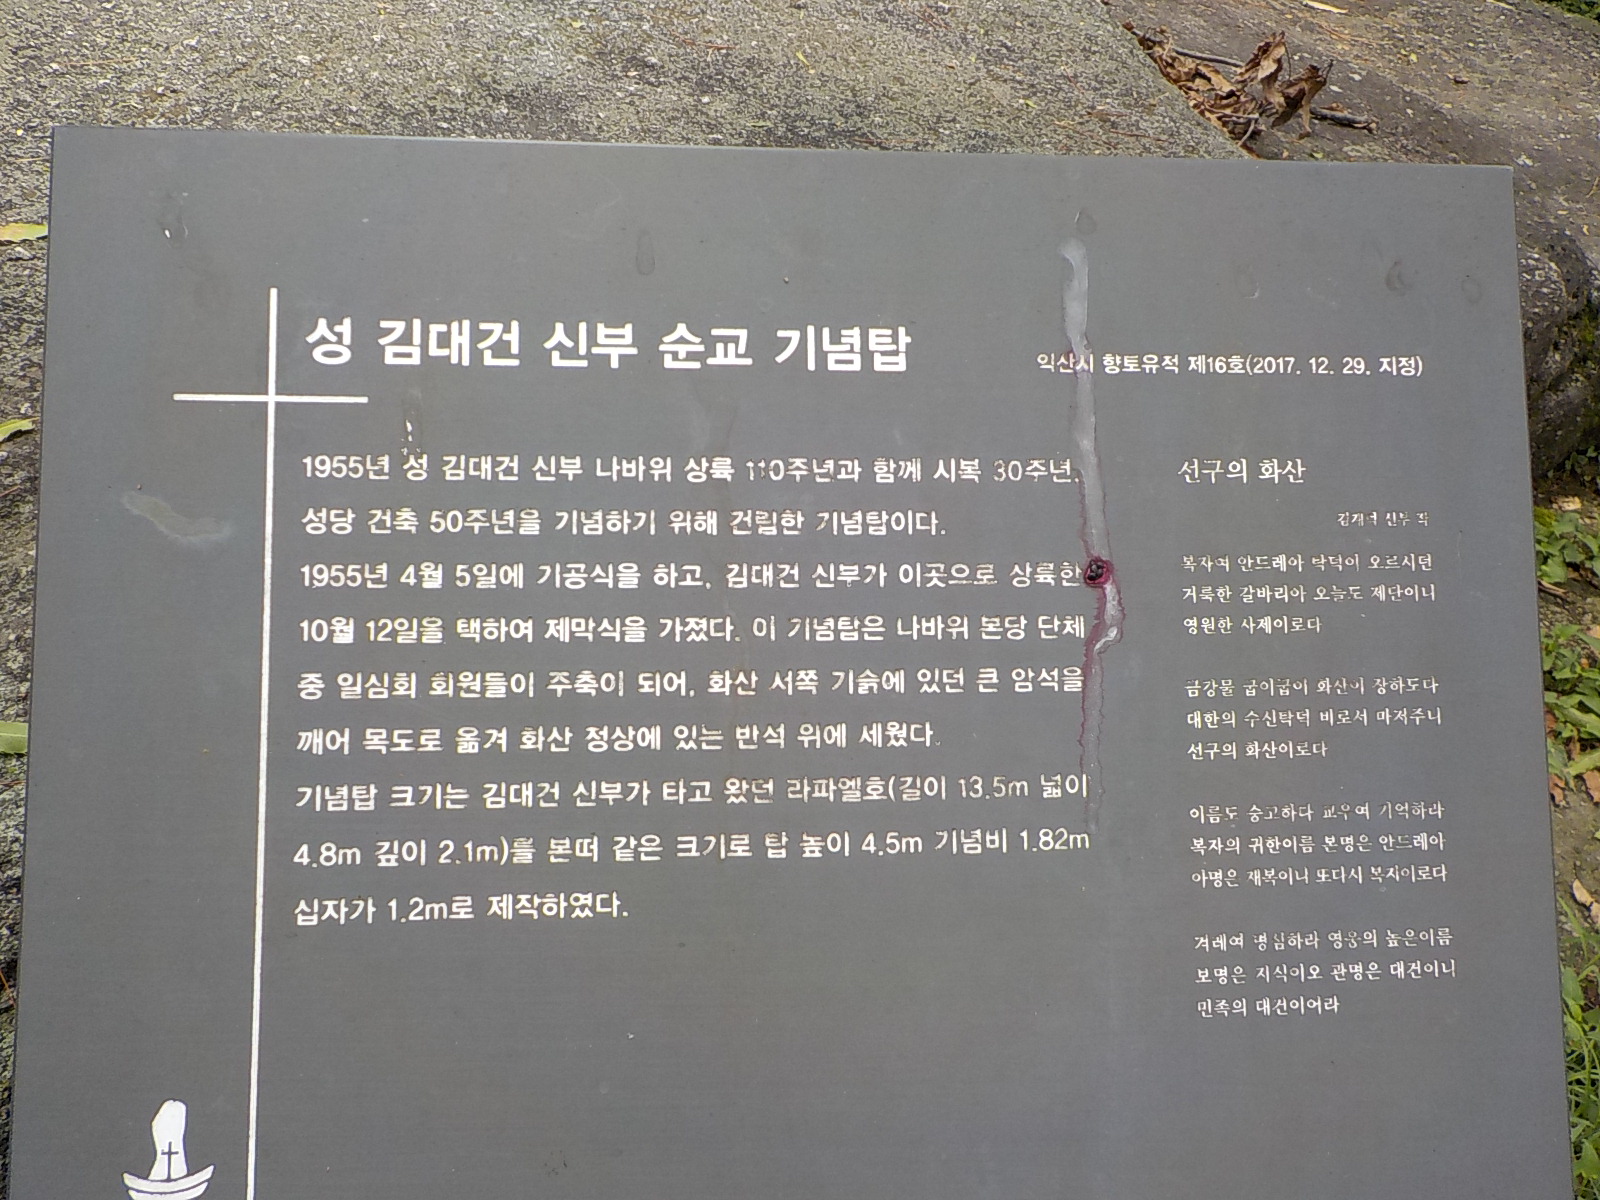 성 김대건 신부 순교 기념탑
익산시 향토유적 제16호(2017. 12. 29. 지정)
1955년 성 김대건 신부 나바위 상륙 110주년과 함께 시복 30주년,
성당 건축 50주년을 기념하기 위해 건립한 기념탑이다.
1955년 4월 5일에 기공식을 하고, 김대건 신부가 이곳으로 상륙한
10월 12일을 택하여 제막식을 가졌다. 이 기념탑은 나바위 본당 단체
중 일심회 회원들이 주축이 되어, 화산 서쪽 기슭에 있던 큰 암석을
깨어 목도로 옮겨 화산 정상에 있는 반석 위에 세웠다.
기념탑 크기는 김대건 신부가 타고 왔던 라파엘호(길이 13.5m 넓이
4.8m 깊이 2.1m)를 본떠 같은 크기로 탑 높이 4.5m 기념비 1.82m
십자가 1.2m로 제작하였다.
선구의 화산
신부 작
복자여 안드레아 탁덕이 오르시던
거룩한 갈바리아 오늘도 제단이니
영원한 사제이로다
금강물 굽이굽이 화산이 장하도다
대한의 수신탁덕 비로서 마저주니
선구의 화산이로다
이름도 숭고하다 교우여 기억하라
복자의 귀한이름 본명은 안드레아
아명은 재복이니 또다시 복지이로다
겨레여 명심하라 영웅의 높은이름
보명은 지식이오 관명은 대건이니
민족의 대건이어라